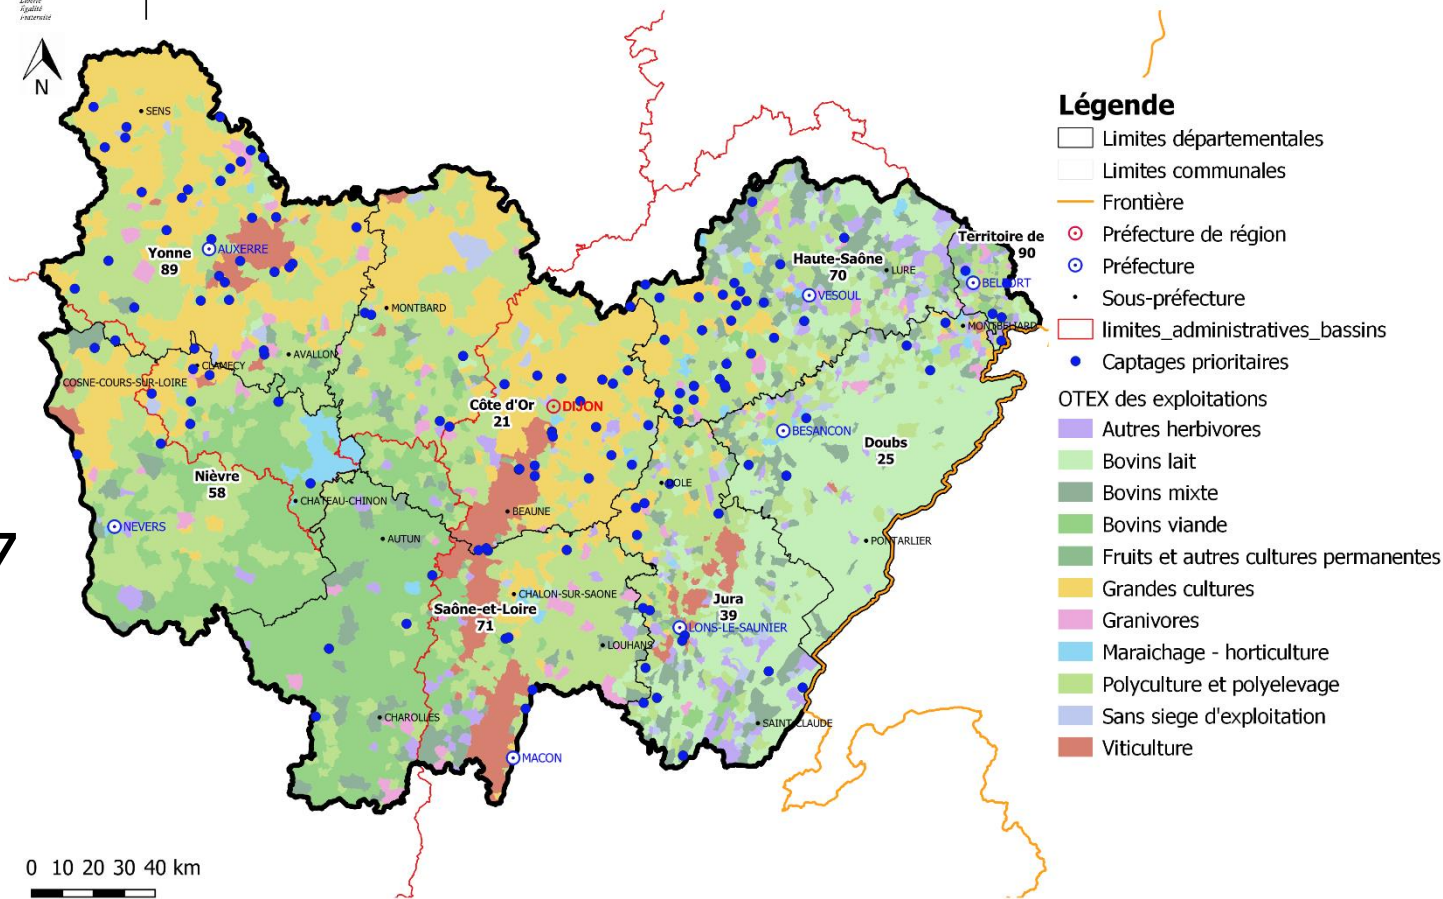 Liberté
Égalité
Fraternité
N
SENS
Yonne
89
AUXERRE
MONTBARD
AVALLON
CLAMECY
COSNE-COURS-SUR-LOIRE
Nièvre
58
CHATEAU-CHINON
NEVERS
7
Côte d'Or
21
DIJON
BEAUNE
AUTUN
CHALON-SUR-SAONE
Saône-et-Loire
71
LOUHANS
CHAROLLES
MACON
Haute-Saône
70
LURE
VESOUL
Territoire de
90
BELFORT
MONTBELIARD
BESANCON
Doubs
25
DOLE
PONTARLIER
Jura
39
LONS-LE-SAUNIER
SAINT-CLAUDE
0 10 20 30 40 km
Légende
Limites départementales
Limites communales
Frontière
Préfecture de région
Préfecture
Sous-préfecture
limites_administratives_bassins
Captages prioritaires
OTEX des exploitations
Autres herbivores
Bovins lait
Bovins mixte
Bovins viande
Fruits et autres cultures permanentes
Grandes cultures
Granivores
Maraichage - horticulture
Polyculture et polyelevage
Sans siege d'exploitation
Viticulture